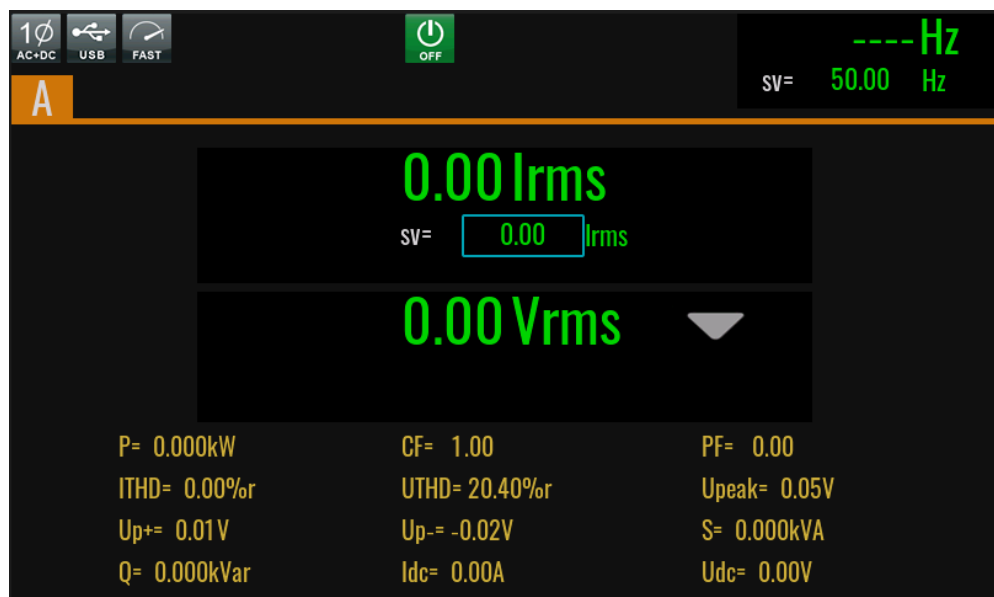 1Ø AC+DC USB FAST OFF
----Hz
sv= 50.00 Hz
A
0.00 Irms
sv= 0.00 Irms
0.00 Vrms
P= 0.000kW CF= 1.00 PF= 0.00
ITHD= 0.00%r UTHD= 20.40%r Upeak= 0.05V
Up+= 0.01V Up-= -0.02V S= 0.000kVA
Q= 0.000kVar Idc= 0.00A Udc= 0.00V